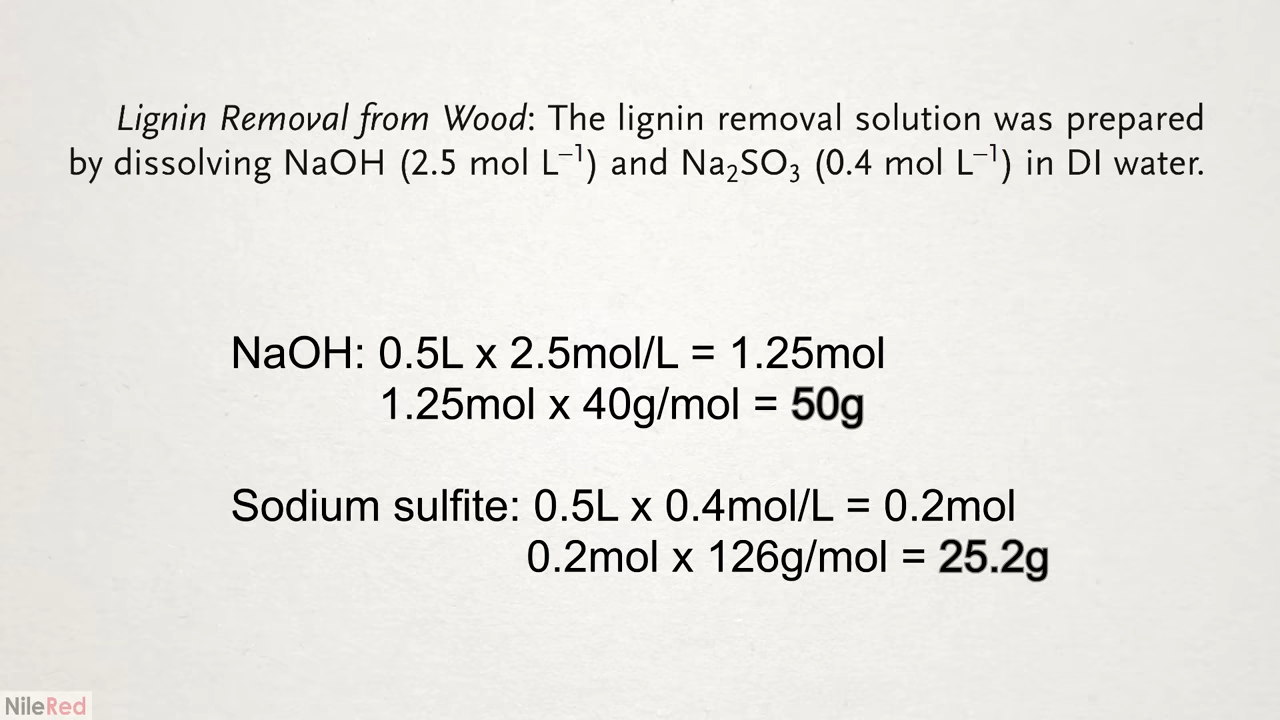 Lignin Removal from Wood: The lignin removal solution was prepared
by dissolving NaOH (2.5 mol L⁻¹) and Na₂SO₃ (0.4 mol L⁻¹) in DI water.
NaOH: 0.5L x 2.5mol/L = 1.25mol
1.25mol x 40g/mol = 50g
Sodium sulfite: 0.5L x 0.4mol/L = 0.2mol
0.2mol x 126g/mol = 25.2g
NileRed